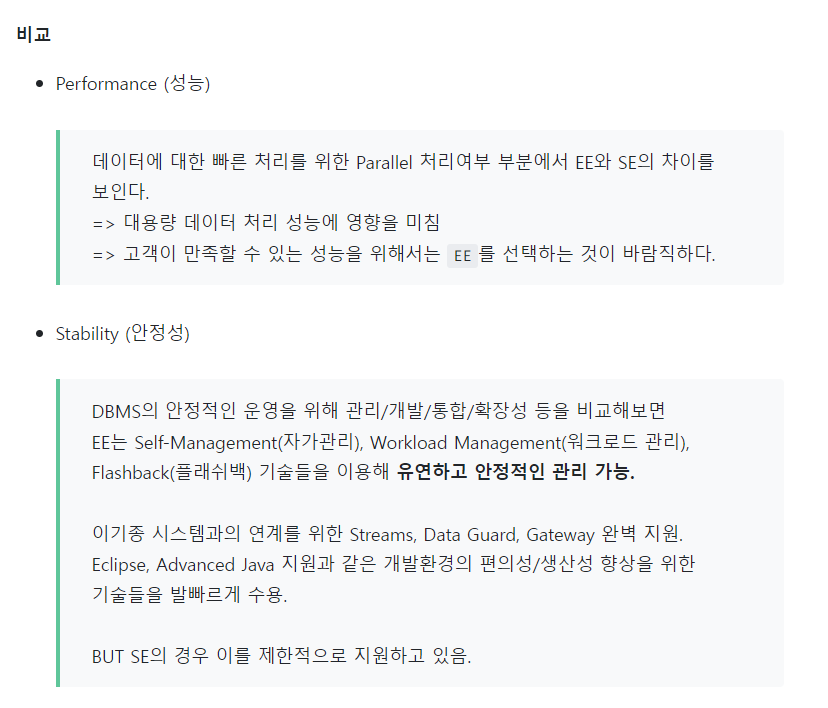 비교
Performance (성능)
데이터에 대한 빠른 처리를 위한 Parallel 처리여부 부분에서 EE와 SE의 차이를
보인다.
=> 대용량 데이터 처리 성능에 영향을 미침
=> 고객이 만족할 수 있는 성능을 위해서는 EE를 선택하는 것이 바람직하다.
Stability (안정성)
DBMS의 안정적인 운영을 위해 관리/개발/통합/확장성 등을 비교해보면
EE는 Self-Management(자가관리), Workload Management(워크로드 관리),
Flashback(플래쉬백) 기술들을 이용해 유연하고 안정적인 관리 가능.
이기종 시스템과의 연계를 위한 Streams, Data Guard, Gateway 완벽 지원.
Eclipse, Advanced Java 지원과 같은 개발환경의 편의성/생산성 향상을 위한
기술들을 발빠르게 수용.
BUT SE의 경우 이를 제한적으로 지원하고 있음.